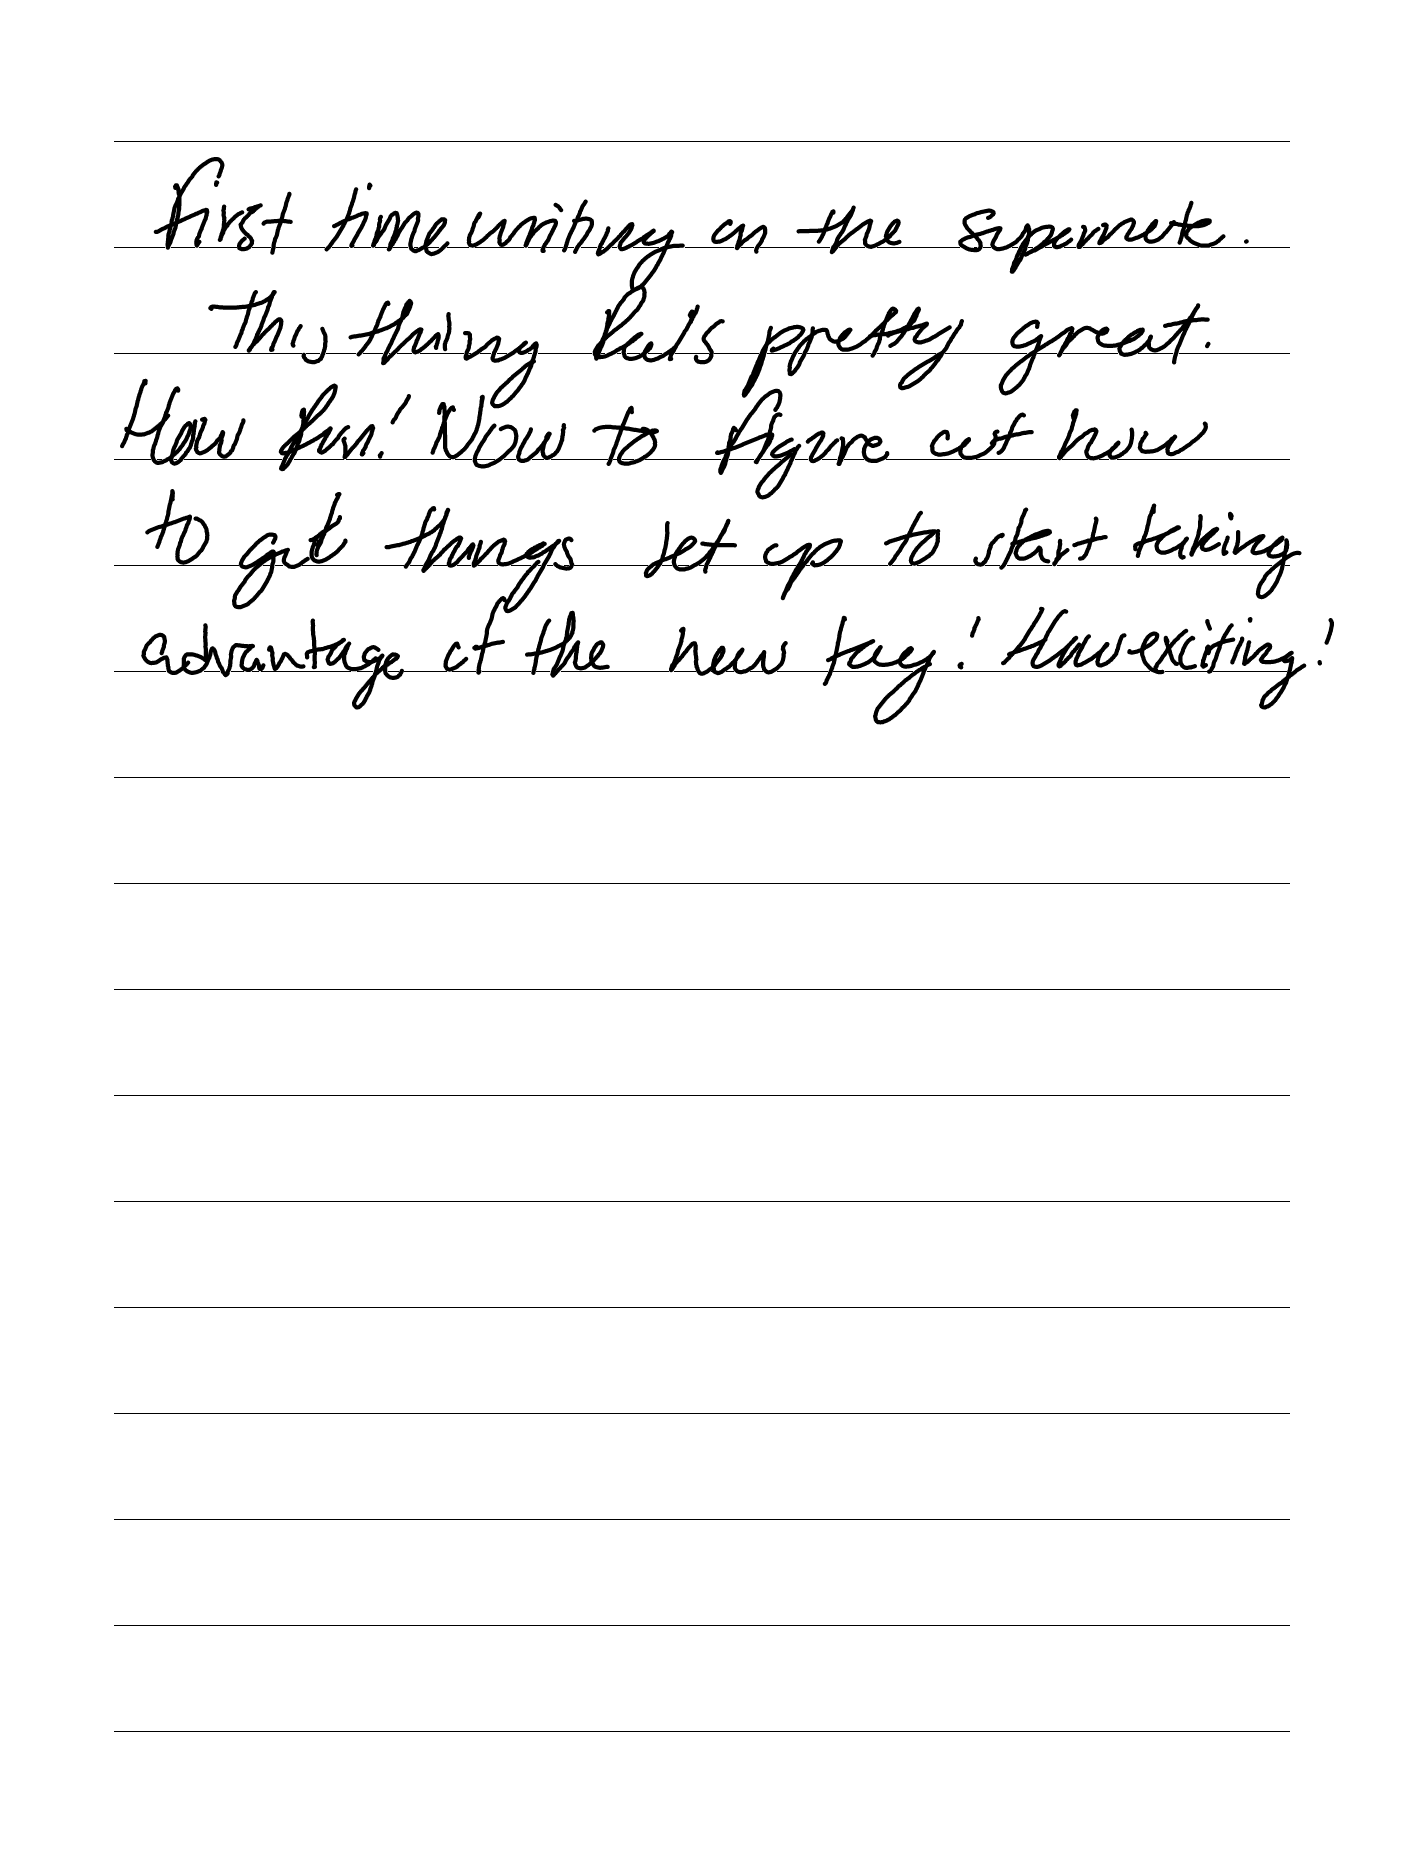 First time writing on the supernote.
This thing feels pretty great.
How fun! Now to figure out how
to get things set up to start taking
advantage of the new toy! How exciting!